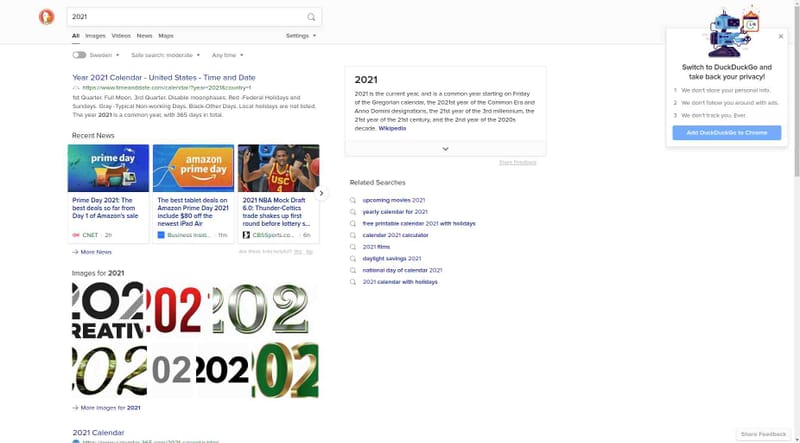 2021
All Images Videos News Maps Settings
Sweden Safe search: moderate Any time
Year 2021 Calendar - United States - Time and Date
https://www.timeanddate.com/calendar/?year=2021&country=1
1st Quarter. Full Moon. 3rd Quarter. Disable moonphases. Red -Federal Holidays and
Sundays. Gray -Typical Non-working Days. Black-Other Days. Local holidays are not listed.
The year 2021 is a common year, with 365 days in total.
Recent News
prime day
Prime Day 2021: The
best deals so far from
Day 1 of Amazon's sale
CNET · 2h
amazon
prime day
The best tablet deals on
Amazon Prime Day 2021
include $80 off the
newest iPad Air
Business Insid... · 11m
USC
4
2021 NBA Mock Draft
6.0: Thunder-Celtics
trade shakes up first
round before lottery s...
CBSSports.co... · 6h
More News
Are these links helpful? Yes No
Images for 2021
202
REATIV
202
202
202
02
202
02
More Images for 2021
2021 Calendar
2021
2021 is the current year, and is a common year starting on Friday
of the Gregorian calendar, the 2021st year of the Common Era and
Anno Domini designations, the 21st year of the 3rd millennium, the
21st year of the 21st century, and the 2nd year of the 2020s
decade. Wikipedia
Share Feedback
Related Searches
upcoming movies 2021
yearly calendar for 2021
free printable calendar 2021 with holidays
calendar 2021 calculator
2021 films
daylight savings 2021
national day of calendar 2021
2021 calendar with holidays
Switch to DuckDuckGo and
take back your privacy!
1 We don't store your personal info.
2 We don't follow you around with ads.
3 We don't track you. Ever.
Add DuckDuckGo to Chrome
Share Feedback